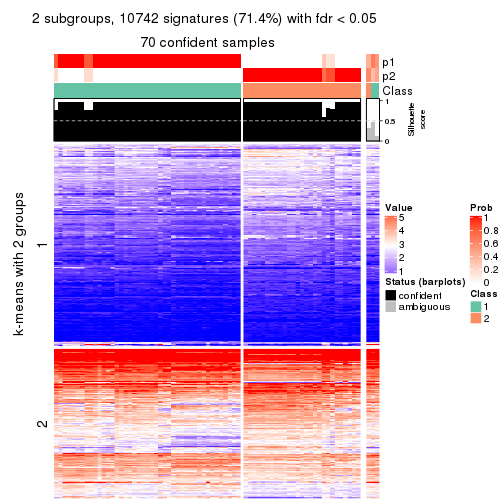 2 subgroups, 10742 signatures (71.4%) with fdr < 0.05
70 confident samples
p1
p2
Class
1
0.5
0
Silhouette
score
k-means with 2 groups
1
2
Value
5
4
3
2
1
Status (barplots)
confident
ambiguous
Prob
1
0.8
0.6
0.4
0.2
0
Class
1
2